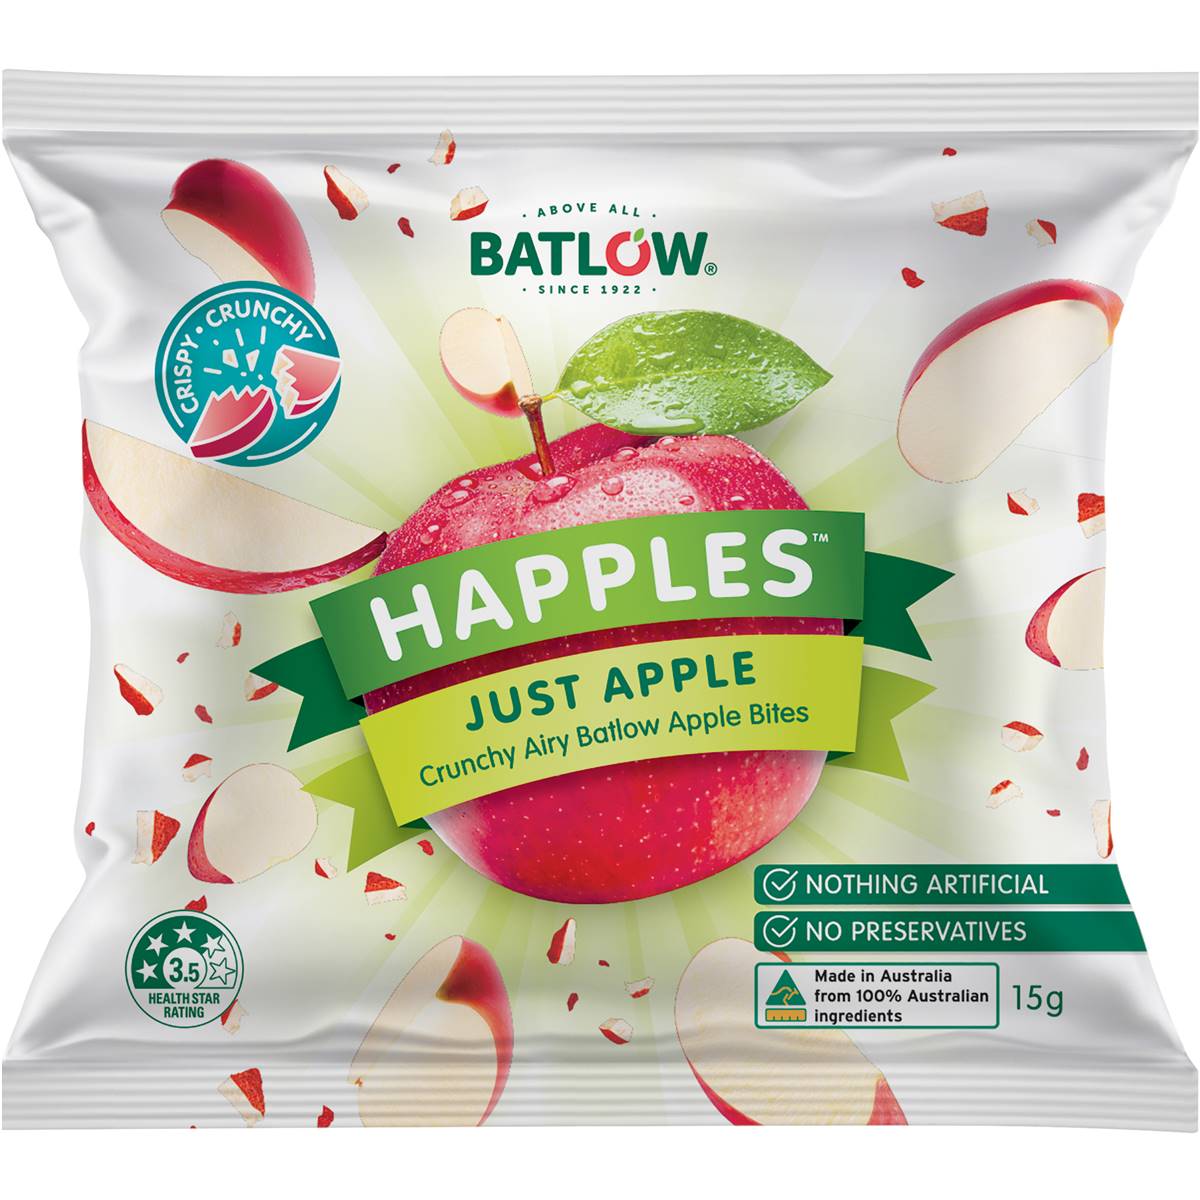 · ABOVE ALL ·
BATLOW®
· SINCE 1922 ·
CRISPY • CRUNCHY
HAPPLES™
JUST APPLE
Crunchy Airy Batlow Apple Bites
NOTHING ARTIFICIAL
NO PRESERVATIVES
Made in Australia
from 100% Australian
ingredients
15g
3.5
HEALTH STAR
RATING